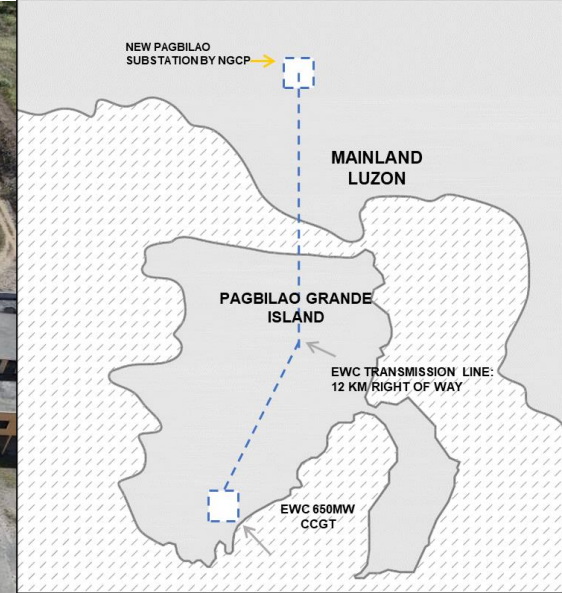 NEW PAGBILAO
SUBSTATION BY NGCP
MAINLAND
LUZON
PAGBILAO GRANDE
ISLAND
EWC TRANSMISSION LINE:
12 KM RIGHT OF WAY
EWC 650MW
CCGT